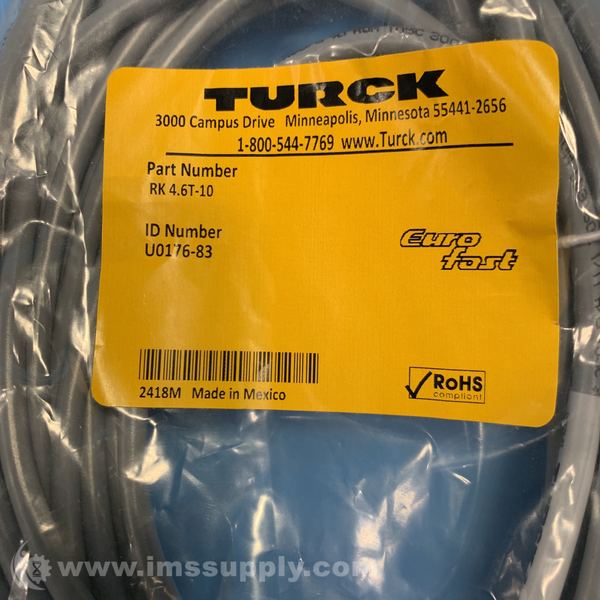 TURCK
3000 Campus Drive Minneapolis, Minnesota 55441-2656
1-800-544-7769 www.Turck.com
Part Number
RK 4.6T-10
ID Number
U0176-83
Euro
fast
2418M Made in Mexico
RoHS
compliant
www.imssupply.com